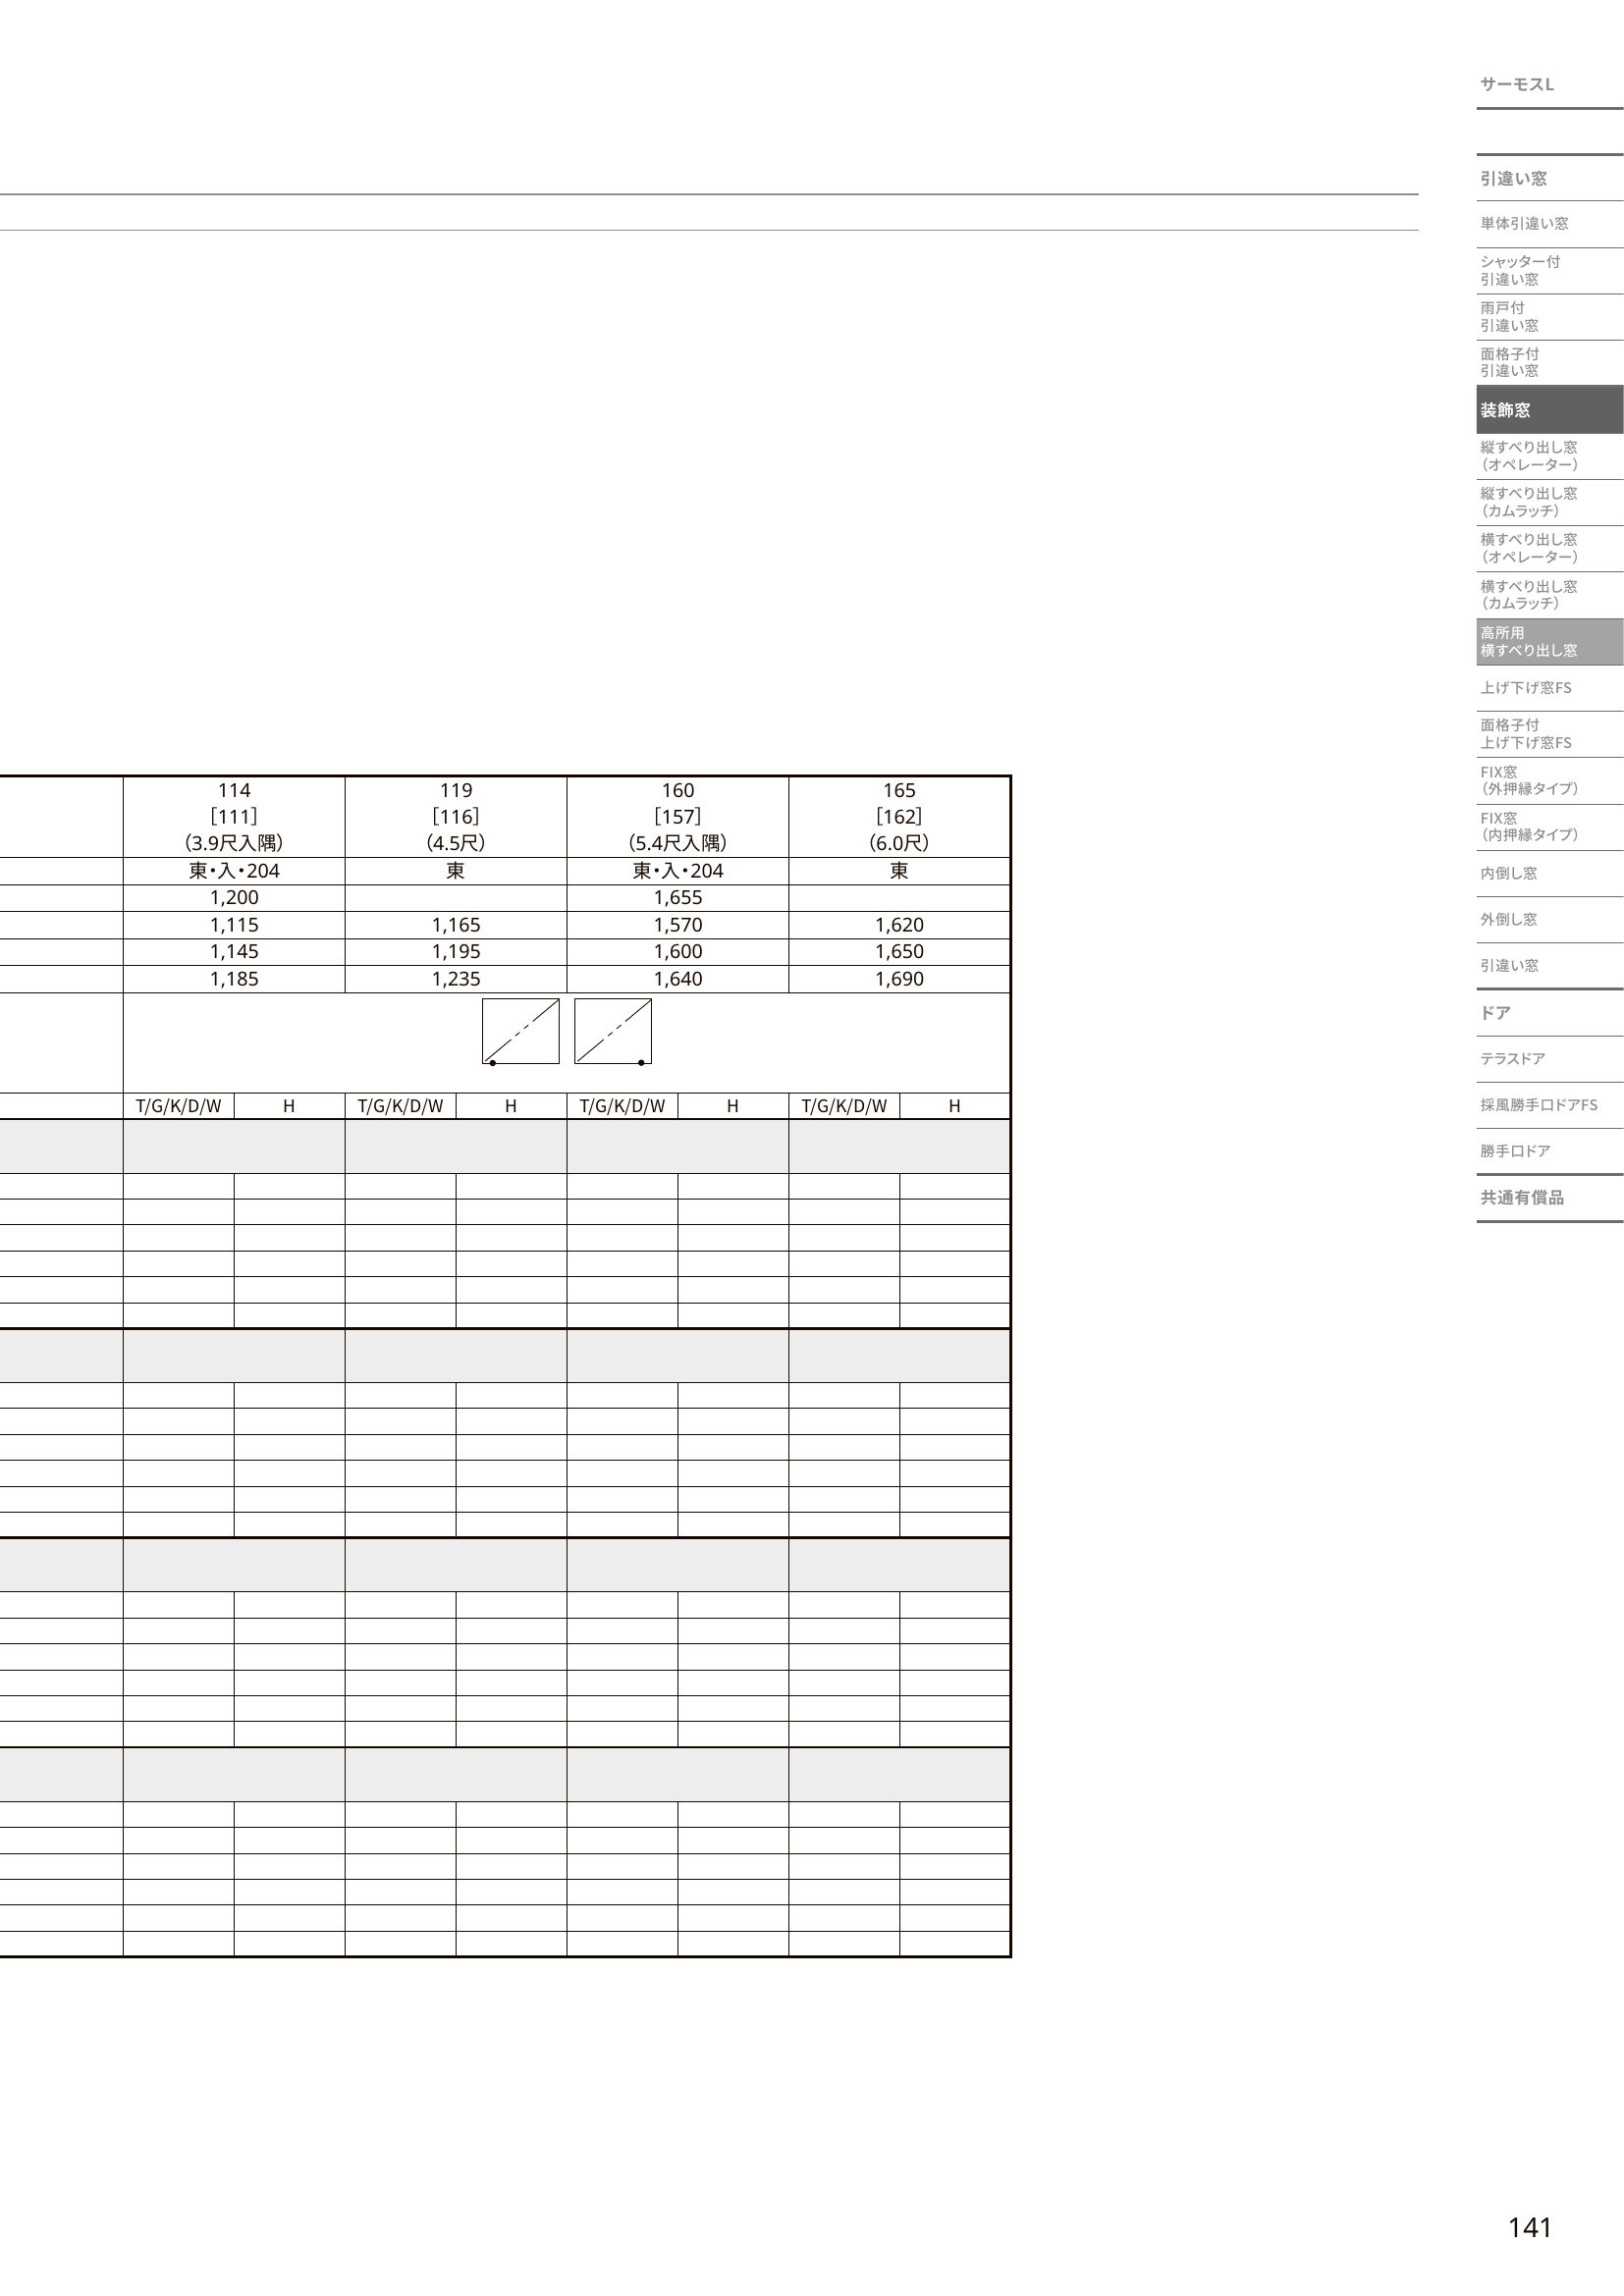 サーモスL
引違い窓
単体引違い窓
シャッター付
引違い窓
雨戸付
引違い窓
面格子付
引違い窓
装飾窓
縦すべり出し窓
（オペレーター）
縦すべり出し窓
（カムラッチ）
横すべり出し窓
（オペレーター）
横すべり出し窓
（カムラッチ）
高所用
横すべり出し窓
上げ下げ窓FS
面格子付
上げ下げ窓FS
FIX窓
（外押縁タイプ）
FIX窓
（内押縁タイプ）
内倒し窓
外倒し窓
引違い窓
ドア
テラスドア
採風勝手口ドアFS
勝手口ドア
共通有償品
114 119 160 165
［111］ ［116］ ［157］ ［162］
（3.9尺入隅） （4.5尺） （5.4尺入隅） （6.0尺）
東・入・204 東 東・入・204 東
1,200 1,655
1,115 1,165 1,570 1,620
1,145 1,195 1,600 1,650
1,185 1,235 1,640 1,690
T/G/K/D/W H T/G/K/D/W H T/G/K/D/W H T/G/K/D/W H
141